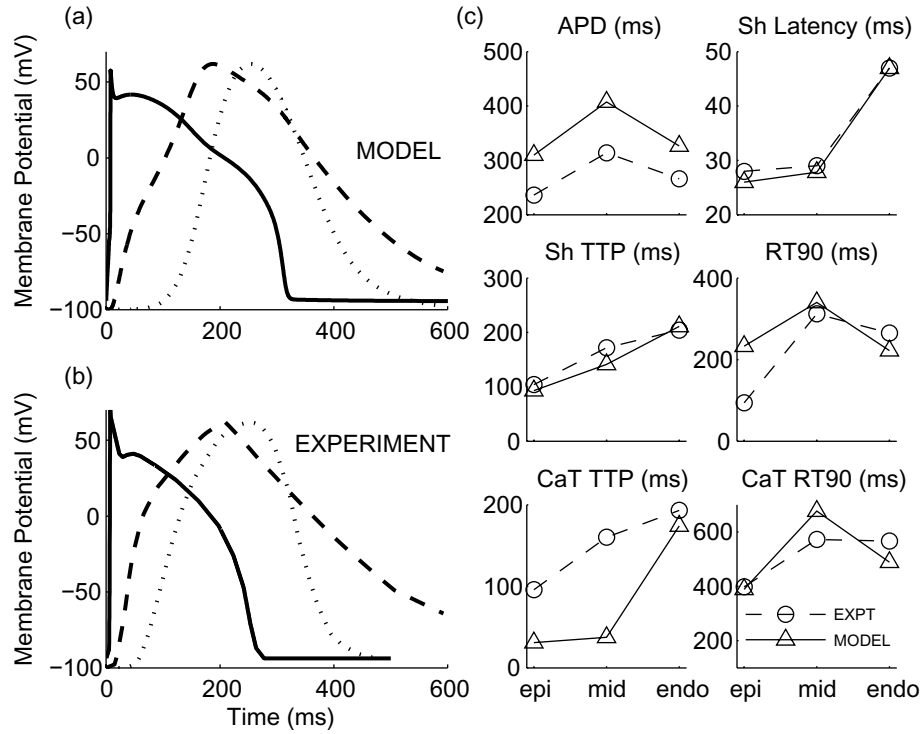 (a)
Membrane Potential (mV)
50
0
−50
−100
0
200
400
600
MODEL
(b)
Membrane Potential (mV)
50
0
−50
−100
0
200
400
600
EXPERIMENT
Time (ms)
(c)
APD (ms)
500
400
300
200
Sh Latency (ms)
50
40
30
20
Sh TTP (ms)
300
200
100
0
RT90 (ms)
400
200
0
CaT TTP (ms)
200
100
0
epi mid endo
CaT RT90 (ms)
600
400
200
EXPT
MODEL
epi mid endo